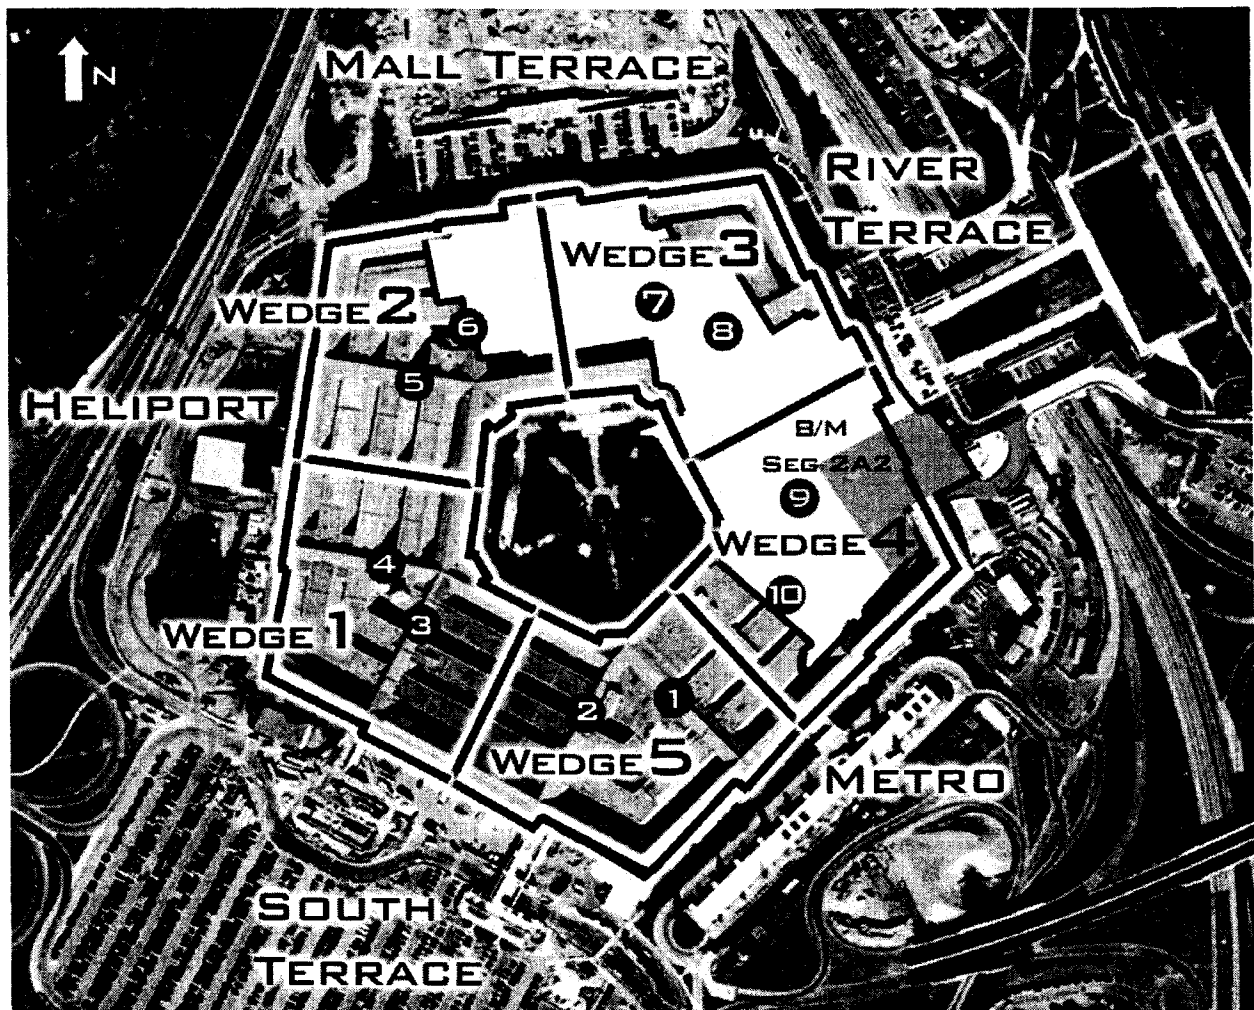 N
MALL TERRACE
RIVER
TERRACE
WEDGE 3
WEDGE 2
7
8
6
5
HELIPORT
B/M
SEG 2A2
9
WEDGE 4
4
10
3
WEDGE 1
1
2
WEDGE 5
METRO
SOUTH
TERRACE